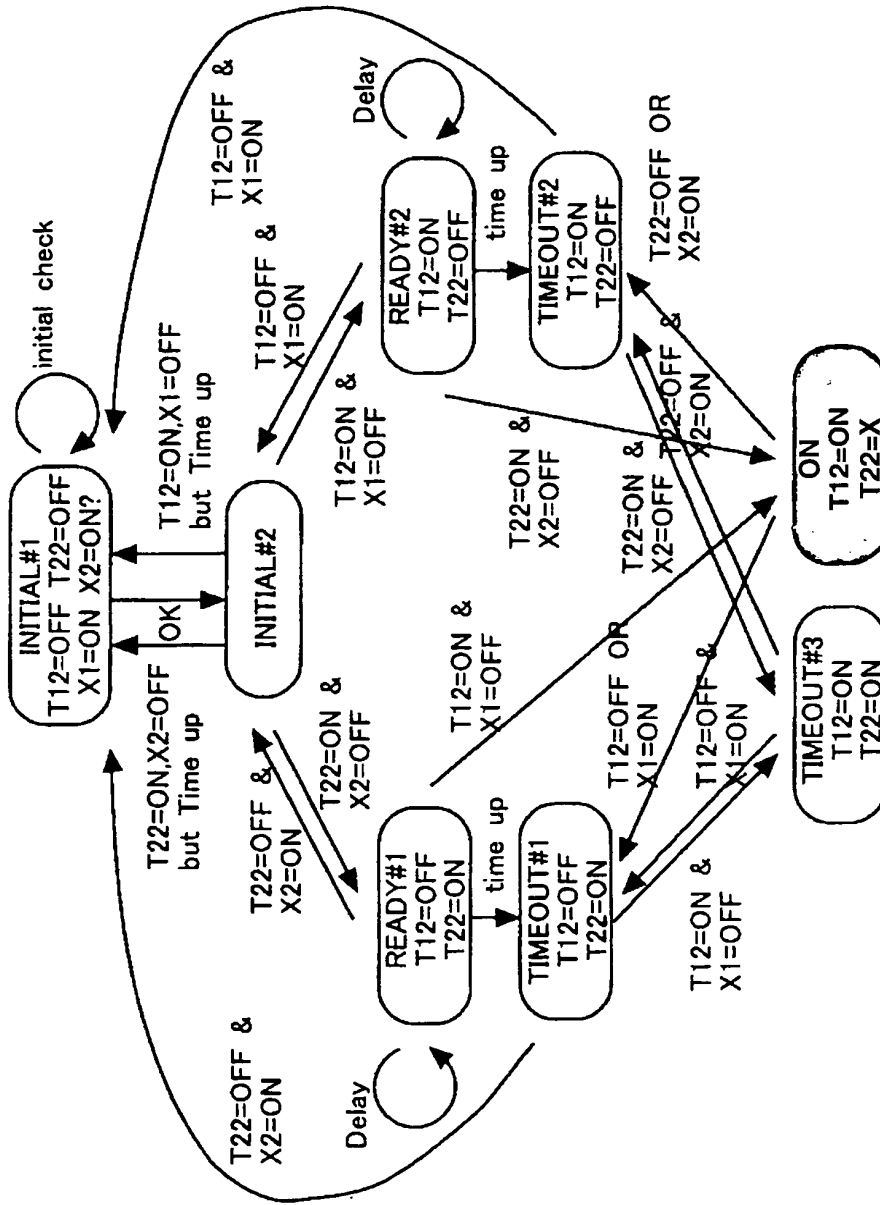 initial check
INITIAL#1
T12=OFF T22=OFF
X1=ON X2=ON?
T22=OFF &
X2=ON
T22=ON,X2=OFF
but Time up
OK
T12=ON,X1=OFF
but Time up
T12=OFF &
X1=ON
INITIAL#2
T22=OFF &
X2=ON
T22=ON &
X2=OFF
T12=OFF &
X1=ON
T12=ON &
X1=OFF
Delay
READY#1
T12=OFF
T22=ON
time up
Delay
READY#2
T12=ON
T22=OFF
time up
T12=ON &
X1=OFF
T22=ON &
X2=OFF
TIMEOUT#1
T12=OFF
T22=ON
TIMEOUT#2
T12=ON
T22=OFF
T12=OFF OR
X1=ON
T22=ON &
X2=OFF
T22=OFF &
X2=ON
T22=OFF OR
X2=ON
T12=ON &
X1=OFF
T12=OFF &
X1=ON
TIMEOUT#3
T12=ON
T22=ON
ON
T12=ON
T22=X